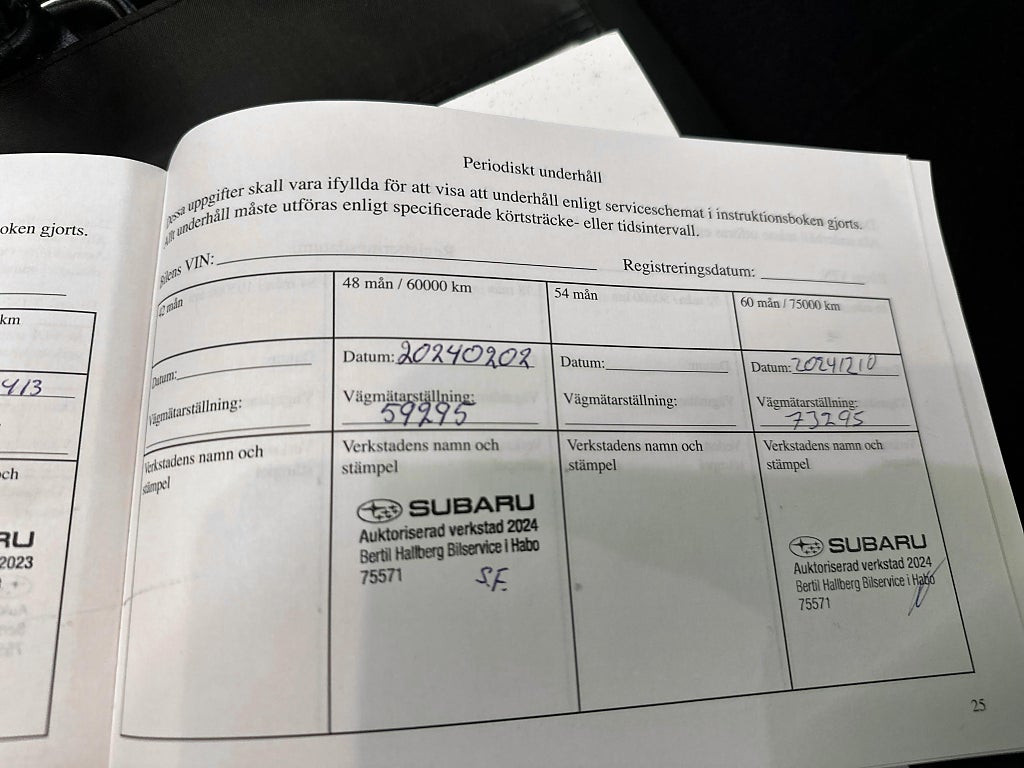 oken gjorts.
km
413
och
RU
2023
Periodiskt underhåll
Dessa uppgifter skall vara ifyllda för att visa att underhåll enligt serviceschemat i instruktionsboken gjorts.
Allt underhåll måste utföras enligt specificerade körtsträcke- eller tidsintervall.
Bilens VIN: Registreringsdatum:
42 mån
Datum:
Vägmätarställning:
Verkstadens namn och
stämpel
48 mån / 60000 km
Datum: 20240202
Vägmätarställning:
59295
Verkstadens namn och
stämpel
SUBARU
Auktoriserad verkstad 2024
Bertil Hallberg Bilservice i Habo
75571 S.F.
54 mån
Datum:
Vägmätarställning:
Verkstadens namn och
stämpel
60 mån / 75000 km
Datum: 20241210
Vägmätarställning:
73295
Verkstadens namn och
stämpel
SUBARU
Auktoriserad verkstad 2024
Bertil Hallberg Bilservice i Habo
75571
25